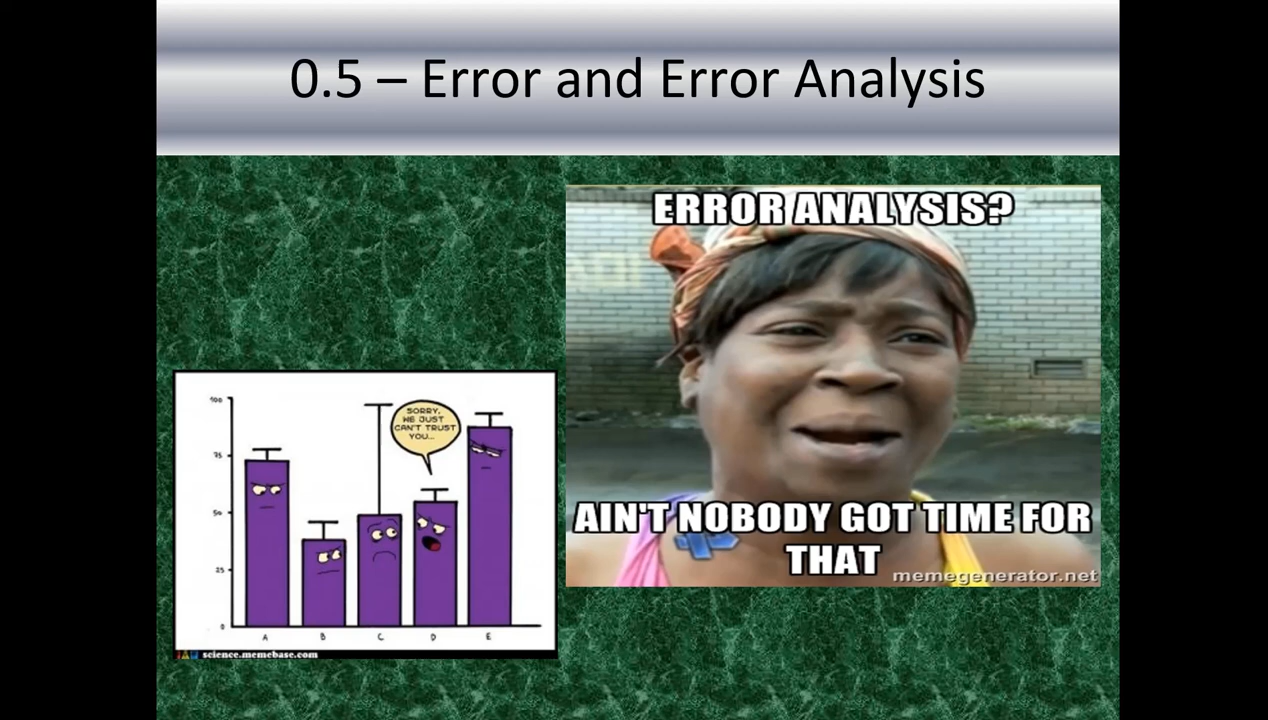 0.5 – Error and Error Analysis
ERROR ANALYSIS?
AIN'T NOBODY GOT TIME FOR
THAT
memegenerator.net
100
75
50
25
0
SORRY,
WE JUST
CAN'T TRUST
YOU...
A B C D E
science.memebase.com